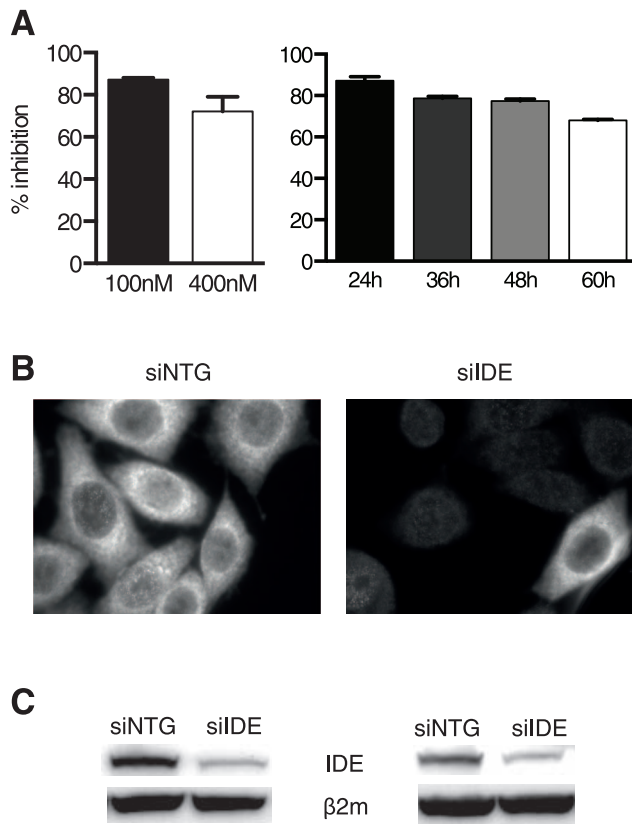 A
% inhibition
100
80
60
40
20
0
100nM 400nM
100
80
60
40
20
0
24h 36h 48h 60h
B
siNTG siIDE
C
siNTG siIDE siNTG siIDE
IDE
β2m